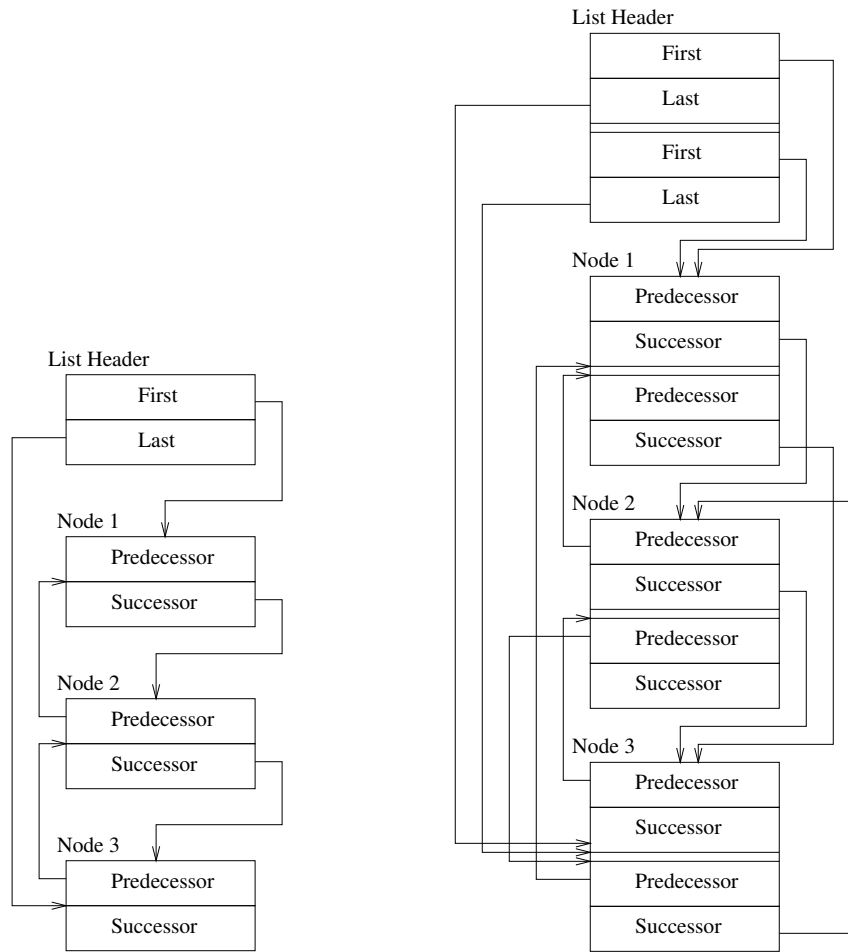 List Header
First
Last
Node 1
Predecessor
Successor
Node 2
Predecessor
Successor
Node 3
Predecessor
Successor
List Header
First
Last
First
Last
Node 1
Predecessor
Successor
Predecessor
Successor
Node 2
Predecessor
Successor
Predecessor
Successor
Node 3
Predecessor
Successor
Predecessor
Successor